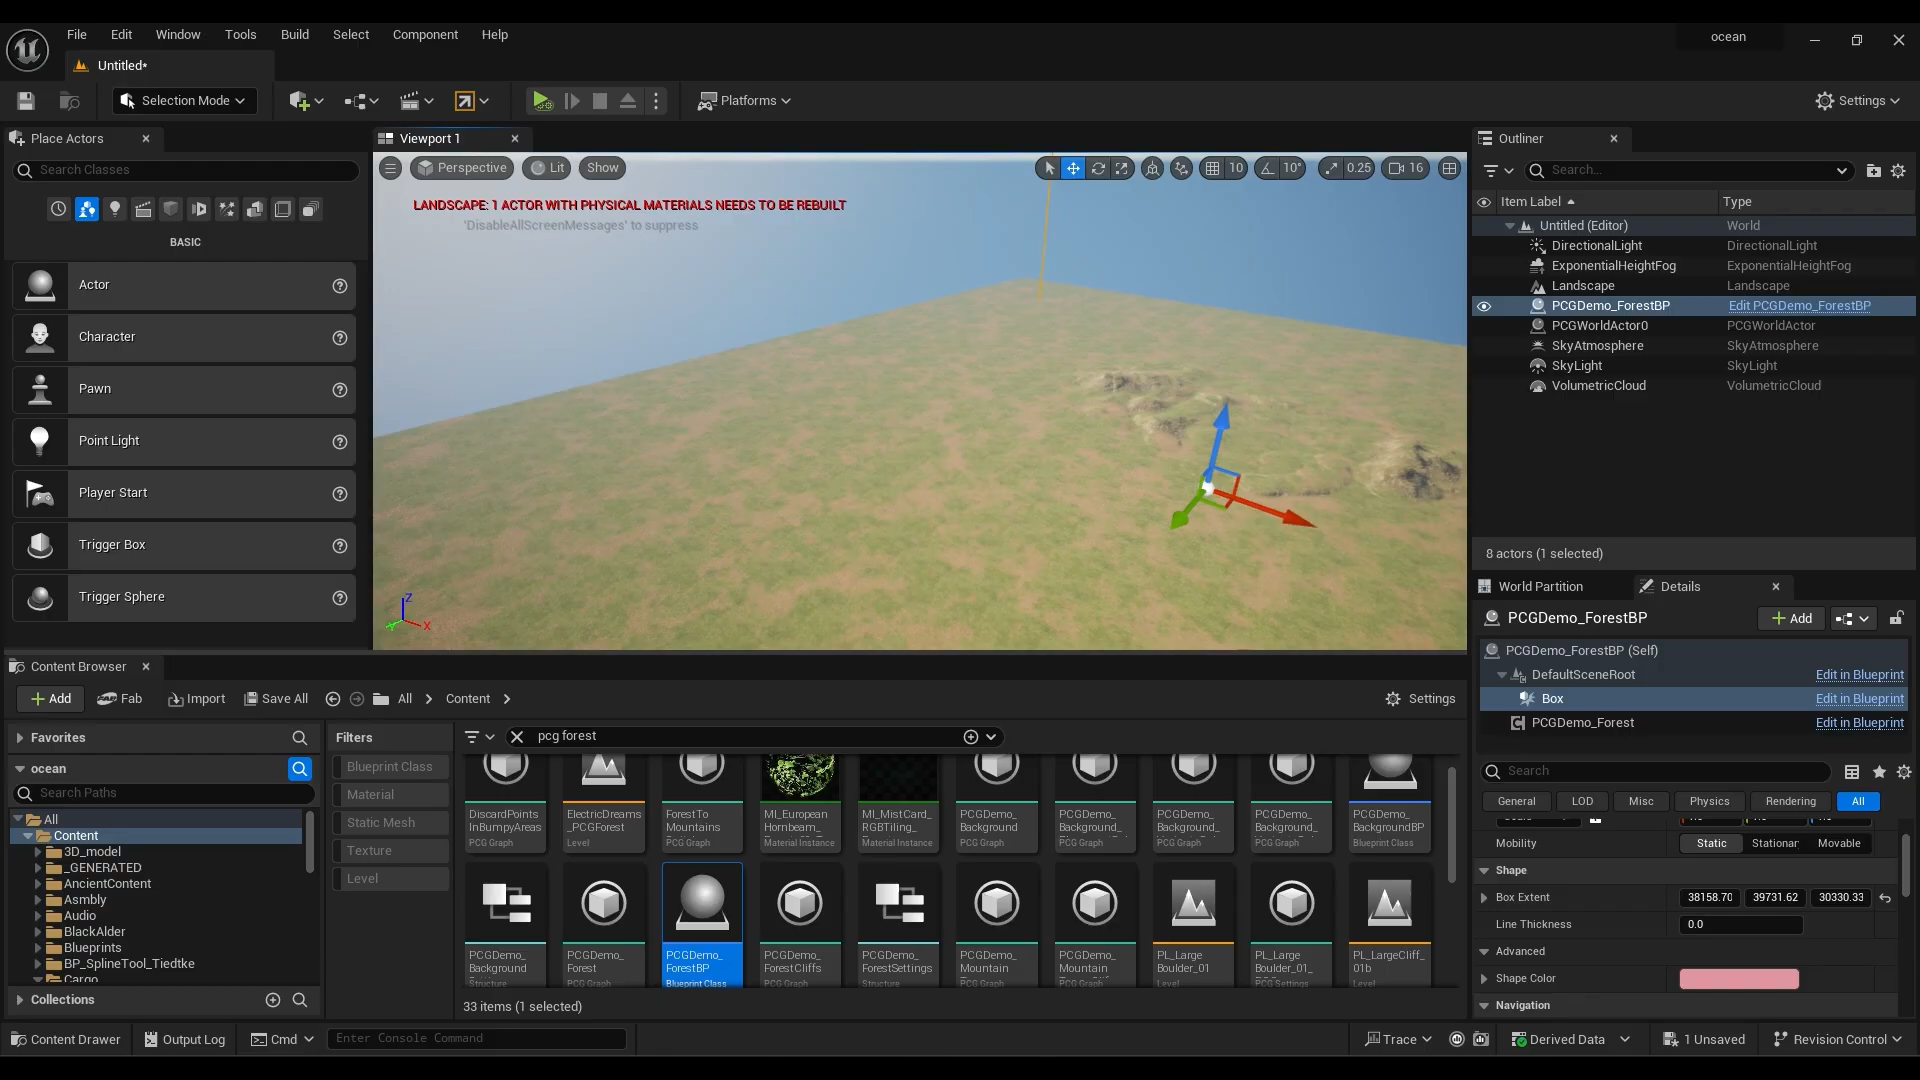 File Edit Window Tools Build Select Component Help
ocean
Untitled*
Selection Mode
Platforms
Settings
Place Actors
Search Classes
BASIC
Actor
Character
Pawn
Point Light
Player Start
Trigger Box
Trigger Sphere
Viewport 1
Perspective Lit Show
10 10° 0.25 16
LANDSCAPE: 1 ACTOR WITH PHYSICAL MATERIALS NEEDS TO BE REBUILT
'DisableAllScreenMessages' to suppress
Z
X
Outliner
Search...
Item Label Type
Untitled (Editor) World
DirectionalLight DirectionalLight
ExponentialHeightFog ExponentialHeightFog
Landscape Landscape
PCGDemo_ForestBP Edit PCGDemo_ForestBP
PCGWorldActor0 PCGWorldActor
SkyAtmosphere SkyAtmosphere
SkyLight SkyLight
VolumetricCloud VolumetricCloud
8 actors (1 selected)
World Partition Details
PCGDemo_ForestBP Add
PCGDemo_ForestBP (Self)
DefaultSceneRoot Edit in Blueprint
Box Edit in Blueprint
PCGDemo_Forest Edit in Blueprint
Search
General LOD Misc Physics Rendering All
Mobility Static Stationar Movable
Shape
Box Extent 38158.70 39731.62 30330.33
Line Thickness 0.0
Advanced
Shape Color
Navigation
Content Browser
Add Fab Import Save All All Content Settings
Favorites
ocean
Search Paths
All
Content
3D_model
_GENERATED
AncientContent
Asmbly
Audio
BlackAlder
Blueprints
BP_SplineTool_Tiedtke
Cargo
Collections
Filters
Blueprint Class
Material
Static Mesh
Texture
Level
pcg forest
DiscardPoints InBumpyAreas PCG Graph
ElectricDreams _PCGForest Level
ForestTo Mountains PCG Graph
MI_European Hornbeam_ Material Instance
MI_MistCard_ RGBTiling_ Material Instance
PCGDemo_ Background PCG Graph
PCGDemo_ Background_ PCG Graph
PCGDemo_ Background_ PCG Graph
PCGDemo_ Background_ PCG Graph
PCGDemo_ BackgroundBP Blueprint Class
PCGDemo_ Background Structure
PCGDemo_ Forest PCG Graph
PCGDemo_ ForestBP Blueprint Class
PCGDemo_ ForestCliffs PCG Graph
PCGDemo_ ForestSettings Structure
PCGDemo_ Mountain PCG Graph
PCGDemo_ Mountain PCG Graph
PL_Large Boulder_01 Level
PL_Large Boulder_01_ PCG Settings
PL_LargeCliff_ 01b Level
33 items (1 selected)
Content Drawer Output Log Cmd Enter Console Command Trace Derived Data 1 Unsaved Revision Control